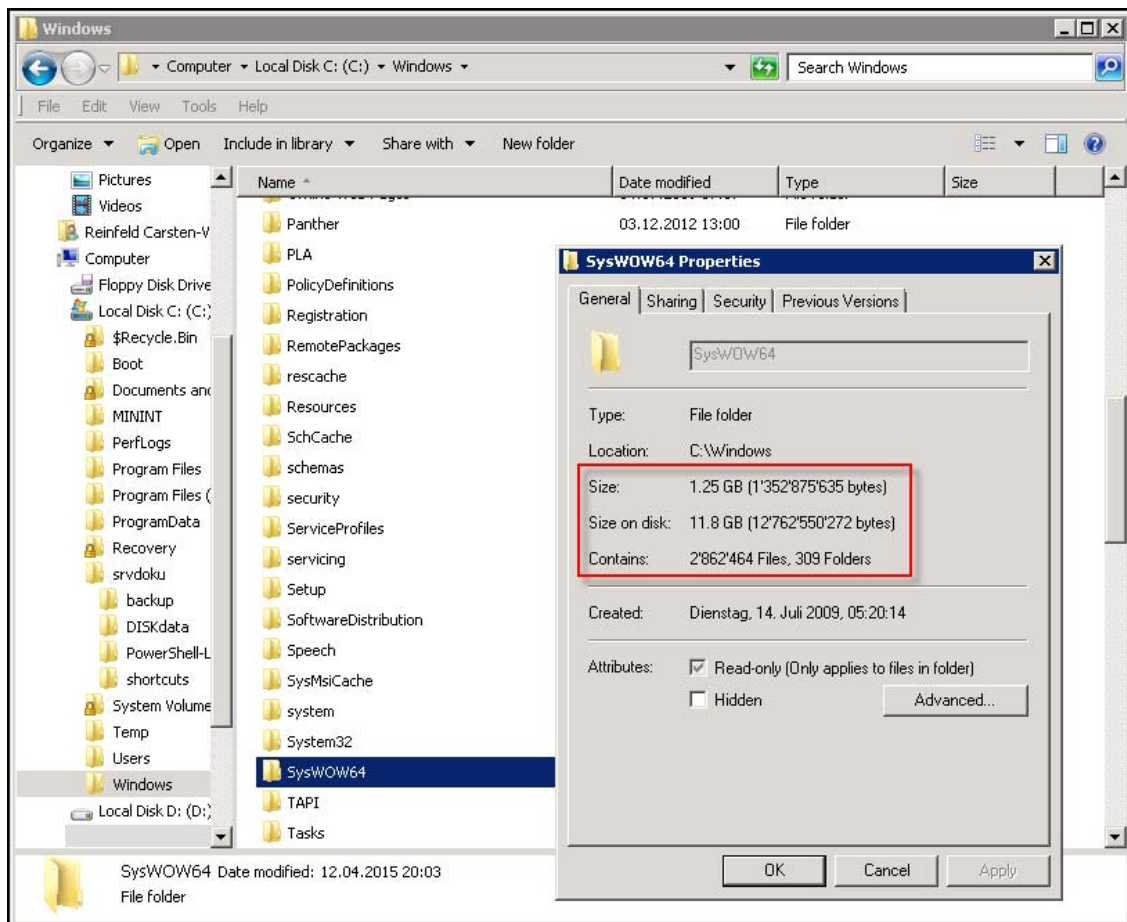 Windows
Computer Local Disk C: (C:) Windows
Search Windows
File Edit View Tools Help
Organize Open Include in library Share with New folder
Name Date modified Type Size
Pictures
Videos
Reinfeld Carsten-V
Computer
Floppy Disk Drive
Local Disk C: (C:)
$Recycle.Bin
Boot
Documents and
MININT
PerfLogs
Program Files
Program Files (
ProgramData
Recovery
srvdoku
backup
DISKdata
PowerShell-L
shortcuts
System Volume
Temp
Users
Windows
Local Disk D: (D:)
Panther 03.12.2012 13:00 File folder
PLA
PolicyDefinitions
Registration
RemotePackages
rescache
Resources
SchCache
schemas
security
ServiceProfiles
servicing
Setup
SoftwareDistribution
Speech
SysMsiCache
system
System32
SysWOW64
TAPI
Tasks
SysWOW64 Properties
General Sharing Security Previous Versions
SysWOW64
Type: File folder
Location: C:\Windows
Size: 1.25 GB (1'352'875'635 bytes)
Size on disk: 11.8 GB (12'762'550'272 bytes)
Contains: 2'862'464 Files, 309 Folders
Created: Dienstag, 14. Juli 2009, 05:20:14
Attributes: Read-only (Only applies to files in folder)
Hidden
Advanced...
OK Cancel Apply
SysWOW64 Date modified: 12.04.2015 20:03
File folder